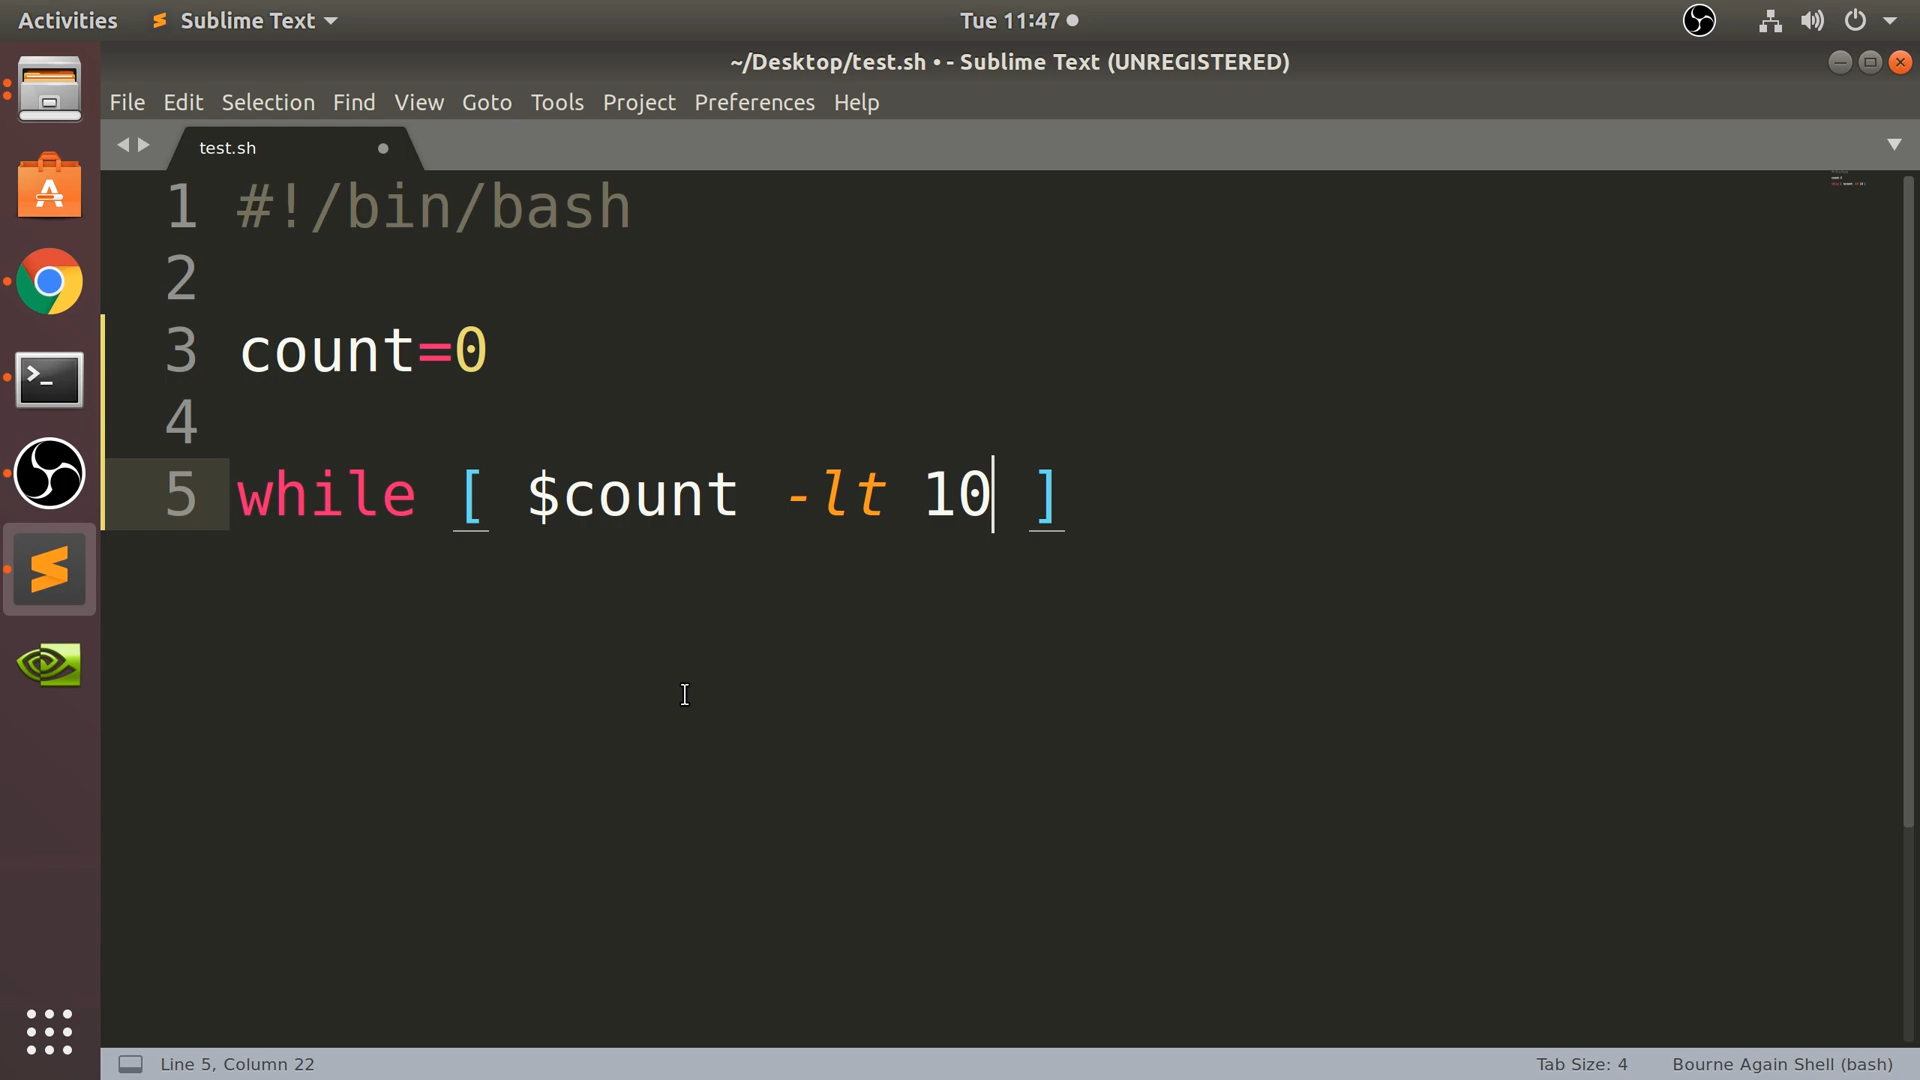 Activities Sublime Text Tue 11:47
~/Desktop/test.sh • - Sublime Text (UNREGISTERED)
File Edit Selection Find View Goto Tools Project Preferences Help
test.sh
1 #!/bin/bash
2
3 count=0
4
5 while [ $count -lt 10 ]
Line 5, Column 22 Tab Size: 4 Bourne Again Shell (bash)